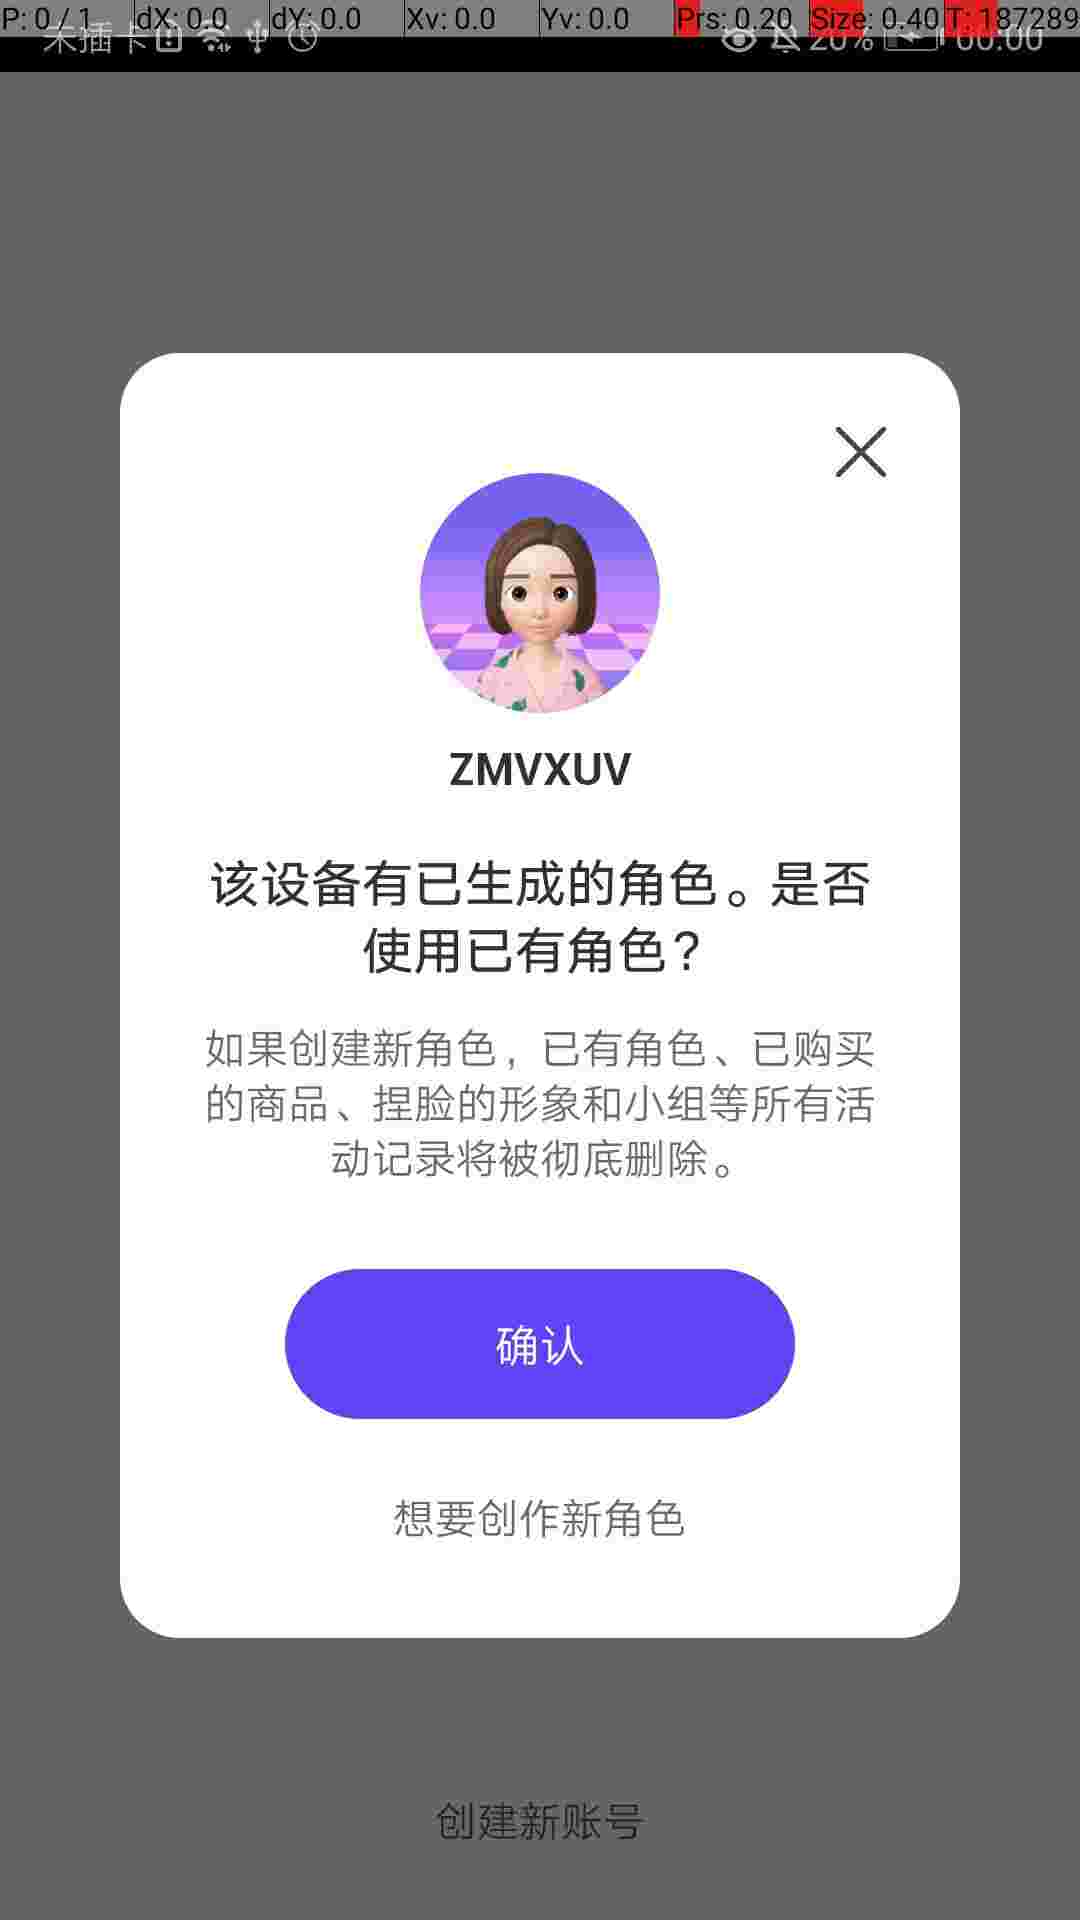 P: 0 / 1 dX: 0.0 dY: 0.0 Xv: 0.0 Yv: 0.0 Prs: 0.20 Size: 0.40 T: 187289
未插卡 20% 00:00
ZMVXUV
该设备有已生成的角色。是否
使用已有角色？
如果创建新角色，已有角色、已购买
的商品、捏脸的形象和小组等所有活
动记录将被彻底删除。
确认
想要创作新角色
创建新账号